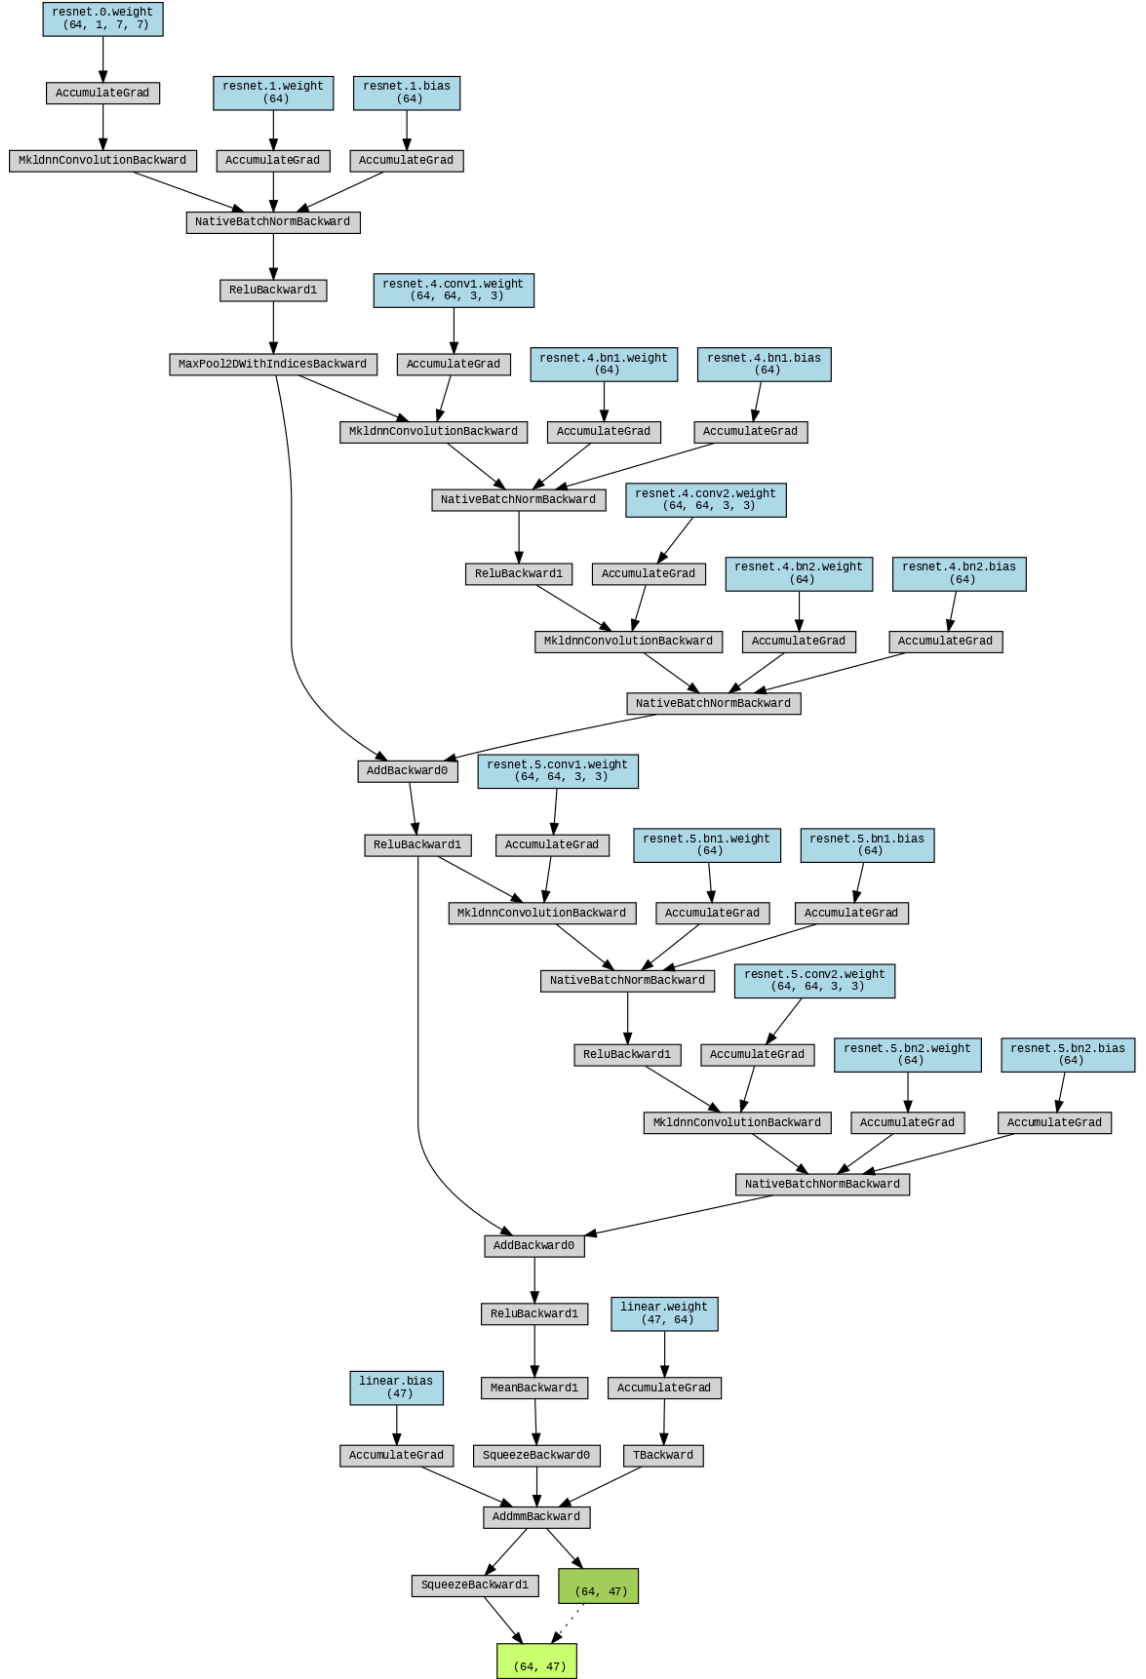 resnet.0.weight
(64, 1, 7, 7)
AccumulateGrad
resnet.1.weight
(64)
resnet.1.bias
(64)
MkldnnConvolutionBackward
AccumulateGrad
AccumulateGrad
NativeBatchNormBackward
ReluBackward1
resnet.4.conv1.weight
(64, 64, 3, 3)
MaxPool2DWithIndicesBackward
AccumulateGrad
resnet.4.bn1.weight
(64)
resnet.4.bn1.bias
(64)
MkldnnConvolutionBackward
AccumulateGrad
AccumulateGrad
NativeBatchNormBackward
resnet.4.conv2.weight
(64, 64, 3, 3)
ReluBackward1
AccumulateGrad
resnet.4.bn2.weight
(64)
resnet.4.bn2.bias
(64)
MkldnnConvolutionBackward
AccumulateGrad
AccumulateGrad
NativeBatchNormBackward
AddBackward0
resnet.5.conv1.weight
(64, 64, 3, 3)
ReluBackward1
AccumulateGrad
resnet.5.bn1.weight
(64)
resnet.5.bn1.bias
(64)
MkldnnConvolutionBackward
AccumulateGrad
AccumulateGrad
NativeBatchNormBackward
resnet.5.conv2.weight
(64, 64, 3, 3)
ReluBackward1
AccumulateGrad
resnet.5.bn2.weight
(64)
resnet.5.bn2.bias
(64)
MkldnnConvolutionBackward
AccumulateGrad
AccumulateGrad
NativeBatchNormBackward
AddBackward0
ReluBackward1
linear.weight
(47, 64)
linear.bias
(47)
MeanBackward1
AccumulateGrad
AccumulateGrad
SqueezeBackward0
TBackward
AddmmBackward
SqueezeBackward1
(64, 47)
(64, 47)